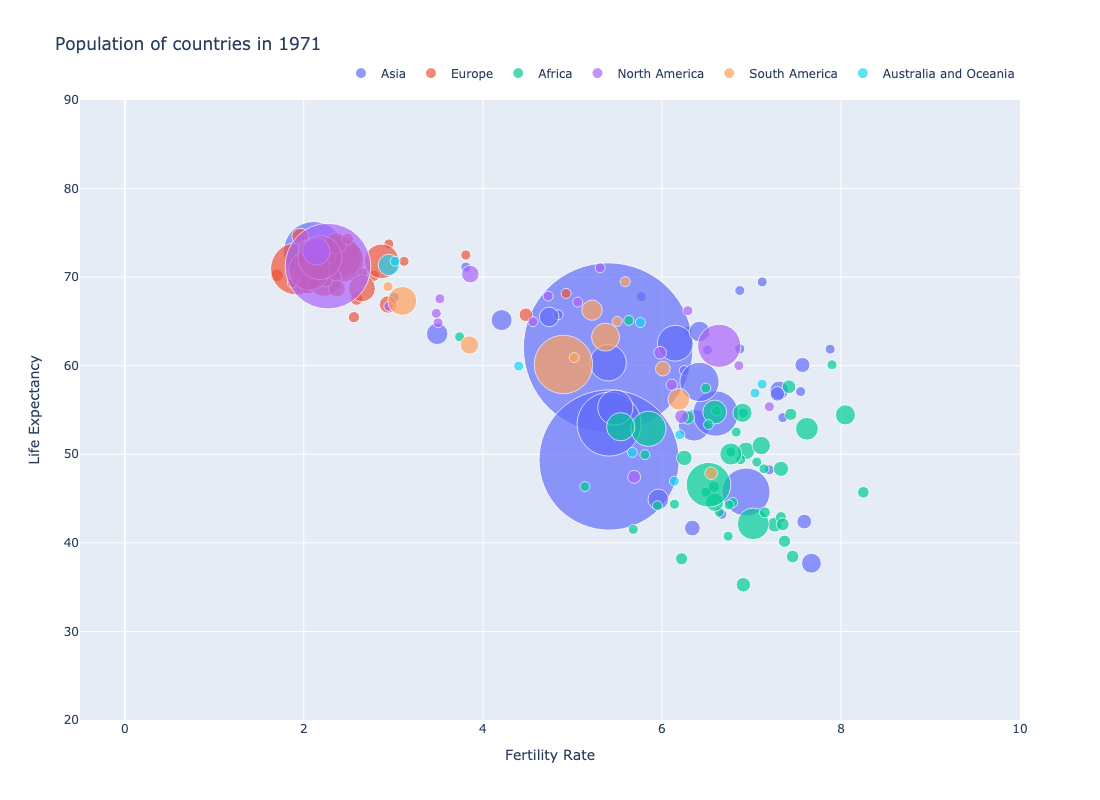 Population of countries in 1971
Asia Europe Africa North America South America Australia and Oceania
90
80
70
60
50
40
30
20
Life Expectancy
0 2 4 6 8 10
Fertility Rate